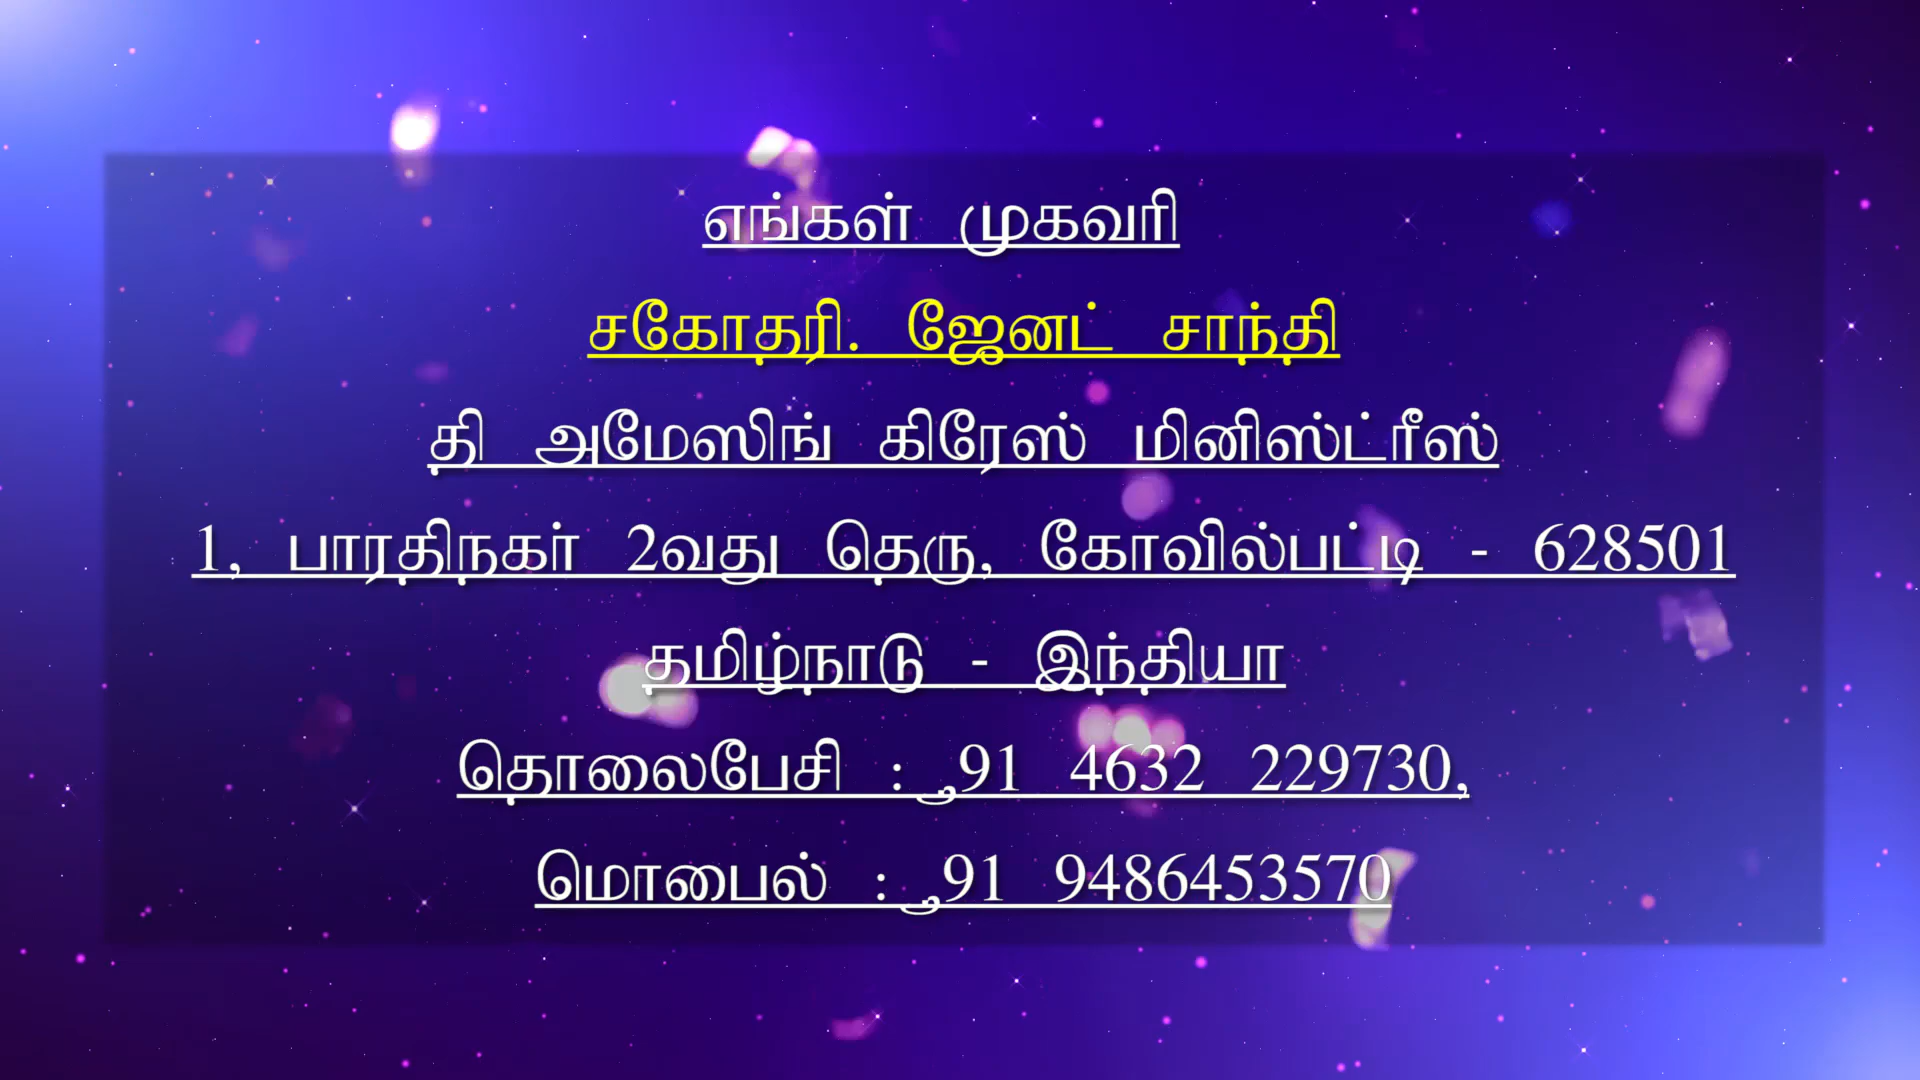 எங்கள் முகவரி
சகோதரி. ஜேனட் சாந்தி
தி அமேஸிங் கிரேஸ் மினிஸ்ட்ரீஸ்
1, பாரதிநகர் 2வது தெரு, கோவில்பட்டி - 628501
தமிழ்நாடு - இந்தியா
தொலைபேசி : ு91 4632 229730,
மொபைல் : ு91 9486453570